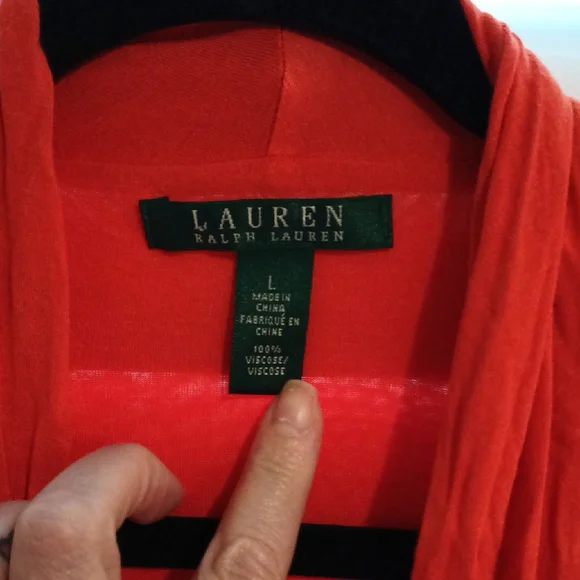 LAUREN
RALPH LAUREN
L
MADE IN
CHINA
FABRIQUÉ EN
CHINE
100%
VISCOSE/
VISCOSE